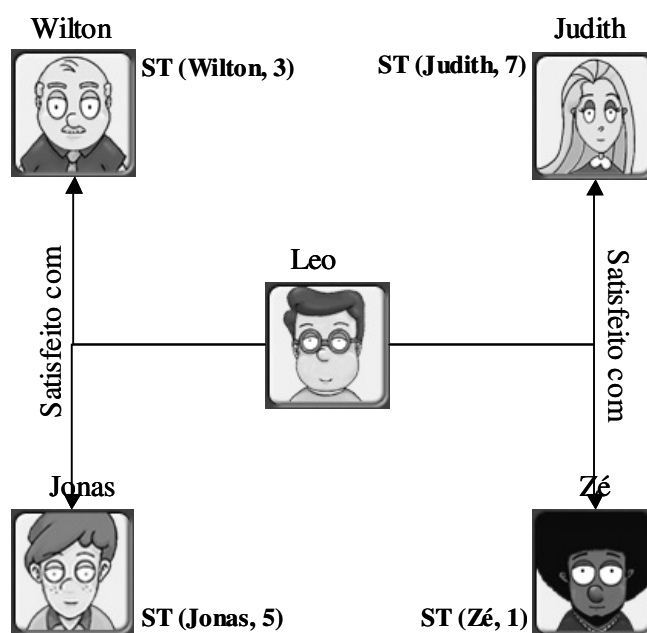 Wilton
Judith
ST (Wilton, 3)
ST (Judith, 7)
Leo
Satisfeito com
Satisfeito com
Jonas
Zé
ST (Jonas, 5)
ST (Zé, 1)